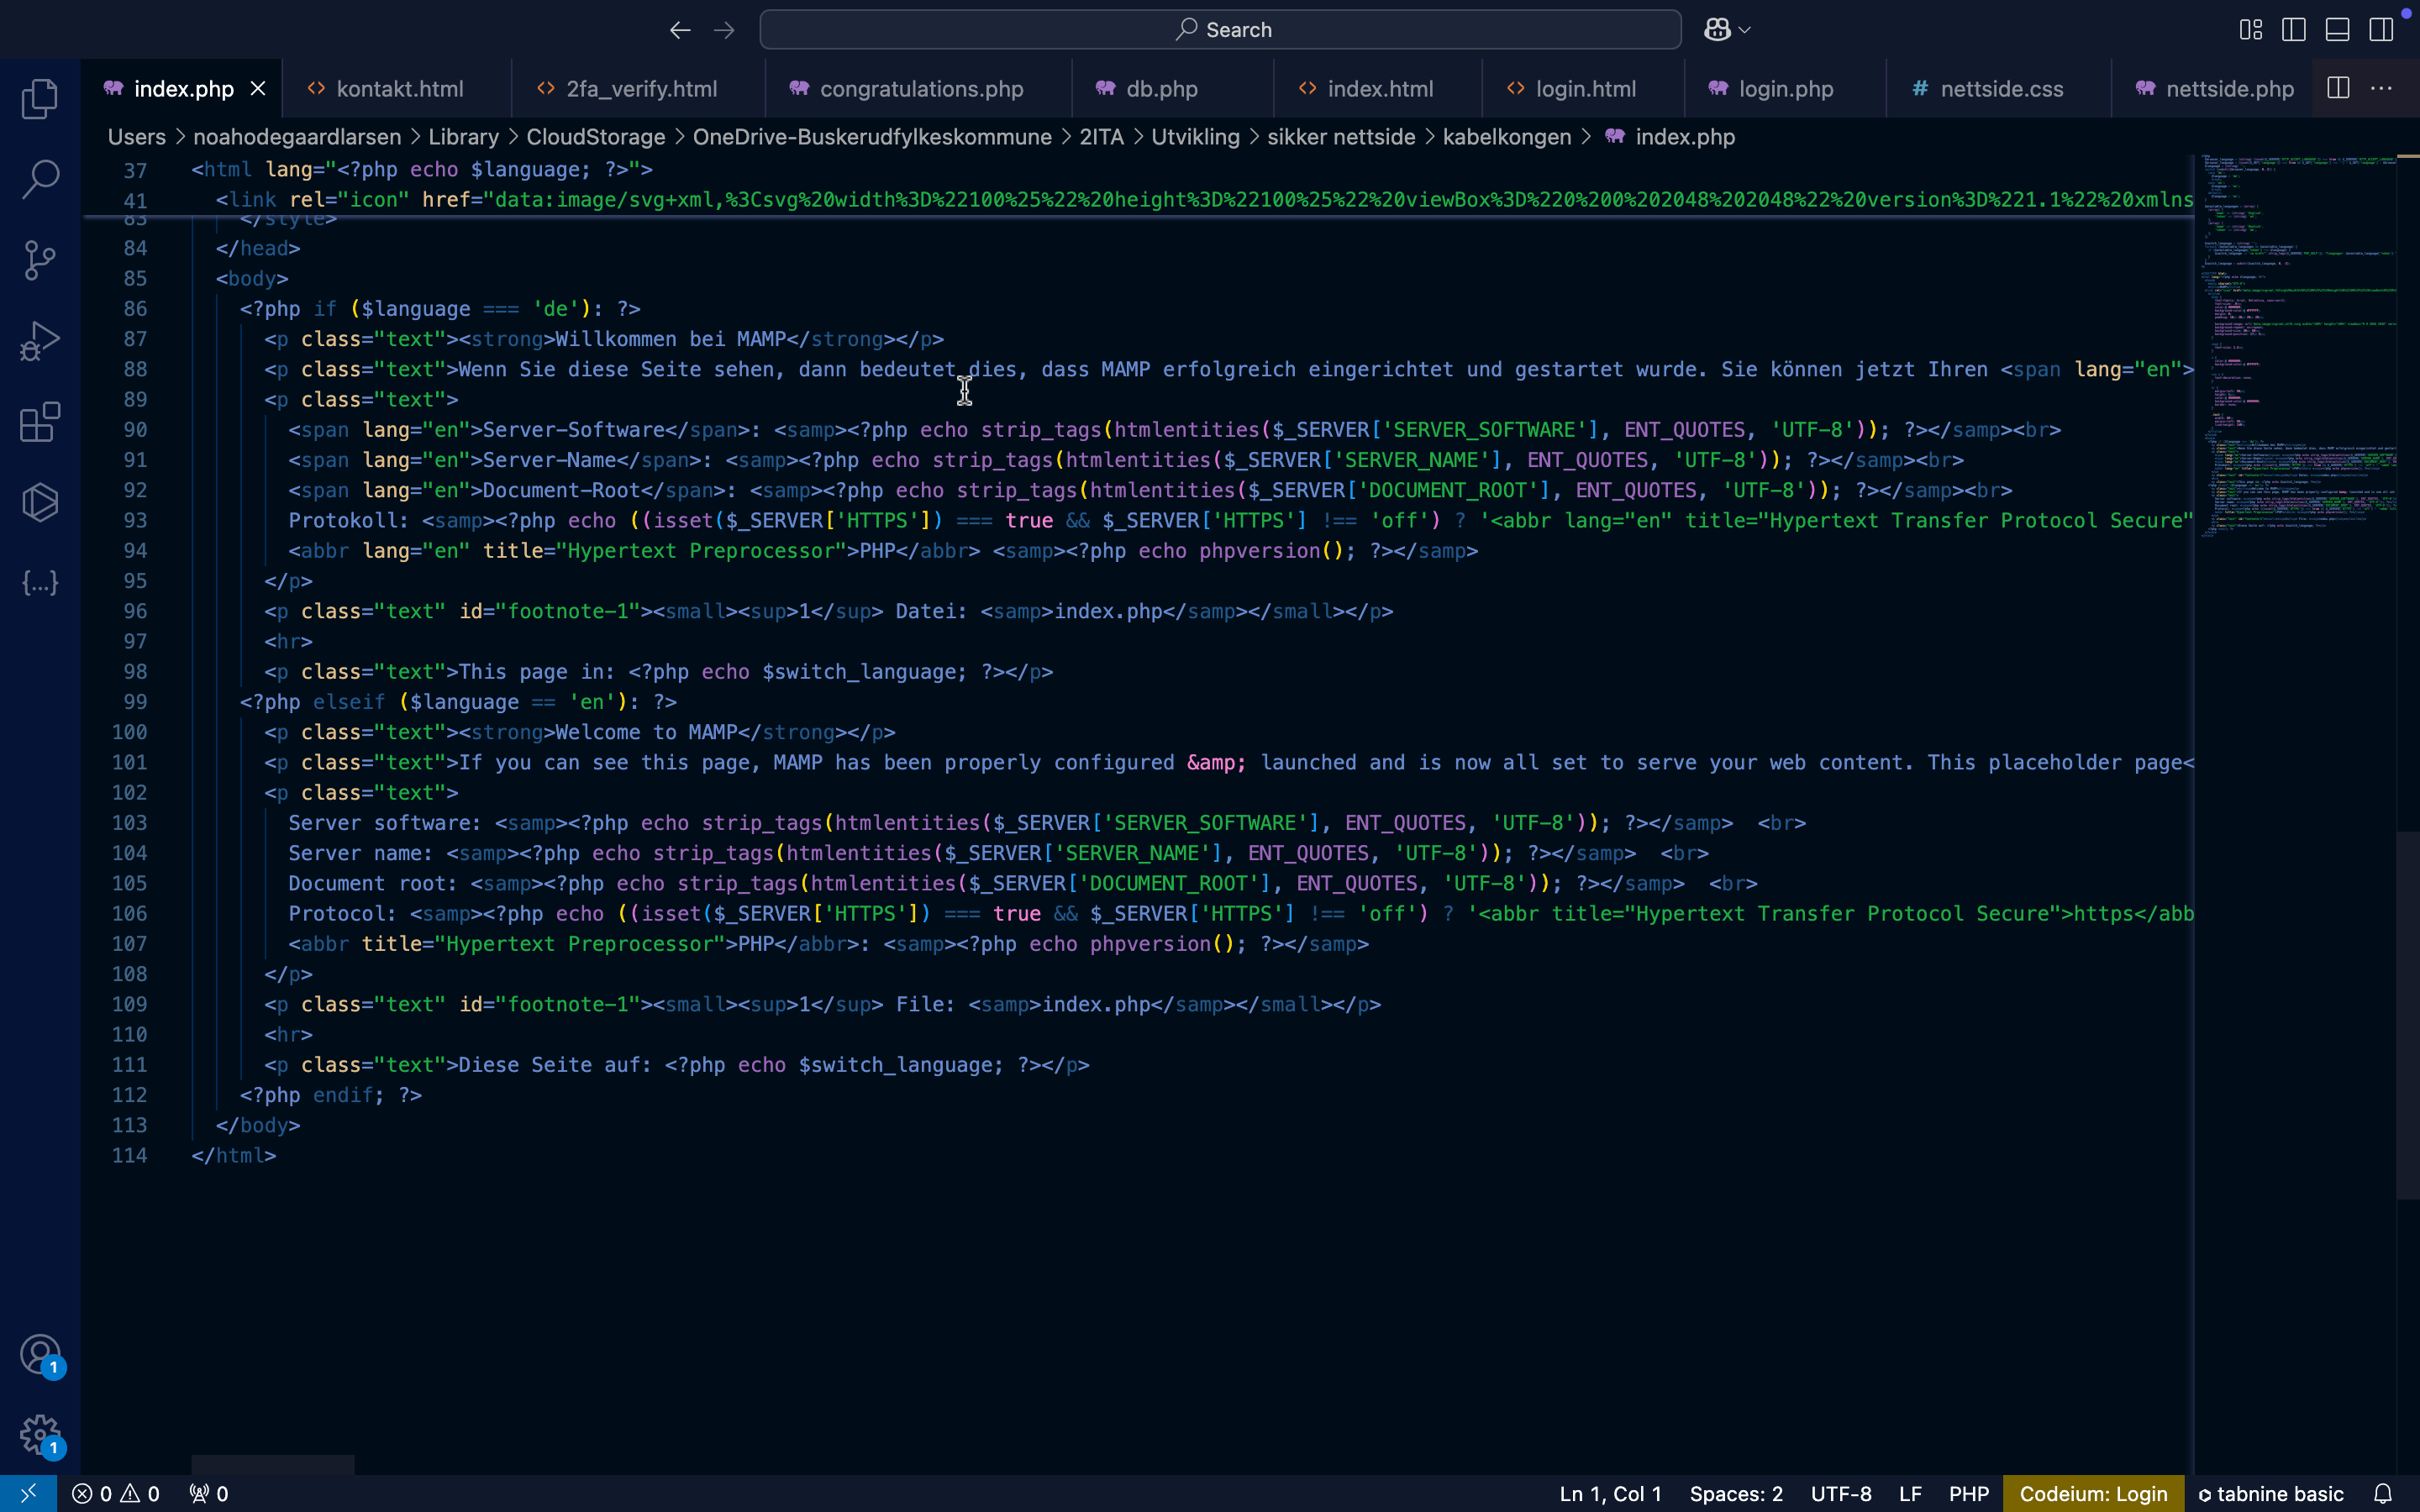 Search
index.php
kontakt.html
2fa_verify.html
congratulations.php
db.php
index.html
login.html
login.php
nettside.css
nettside.php
Users > noahodegaardlarsen > Library > CloudStorage > OneDrive-Buskerudfylkeskommune > 2ITA > Utvikling > sikker nettside > kabelkongen > index.php
37 <html lang="<?php echo $language; ?>">
41 <link rel="icon" href="data:image/svg+xml,%3Csvg%20width%3D%22100%25%22%20height%3D%22100%25%22%20viewBox%3D%220%200%202048%202048%22%20version%3D%221.1%22%20xmlns
83 </style>
84 </head>
85 <body>
86 <?php if ($language === 'de'): ?>
87 <p class="text"><strong>Willkommen bei MAMP</strong></p>
88 <p class="text">Wenn Sie diese Seite sehen, dann bedeutet dies, dass MAMP erfolgreich eingerichtet und gestartet wurde. Sie können jetzt Ihren <span lang="en">
89 <p class="text">
90 <span lang="en">Server-Software</span>: <samp><?php echo strip_tags(htmlentities($_SERVER['SERVER_SOFTWARE'], ENT_QUOTES, 'UTF-8')); ?></samp><br>
91 <span lang="en">Server-Name</span>: <samp><?php echo strip_tags(htmlentities($_SERVER['SERVER_NAME'], ENT_QUOTES, 'UTF-8')); ?></samp><br>
92 <span lang="en">Document-Root</span>: <samp><?php echo strip_tags(htmlentities($_SERVER['DOCUMENT_ROOT'], ENT_QUOTES, 'UTF-8')); ?></samp><br>
93 Protokoll: <samp><?php echo ((isset($_SERVER['HTTPS']) === true && $_SERVER['HTTPS'] !== 'off') ? '<abbr lang="en" title="Hypertext Transfer Protocol Secure"
94 <abbr lang="en" title="Hypertext Preprocessor">PHP</abbr> <samp><?php echo phpversion(); ?></samp>
95 </p>
96 <p class="text" id="footnote-1"><small><sup>1</sup> Datei: <samp>index.php</samp></small></p>
97 <hr>
98 <p class="text">This page in: <?php echo $switch_language; ?></p>
99 <?php elseif ($language == 'en'): ?>
100 <p class="text"><strong>Welcome to MAMP</strong></p>
101 <p class="text">If you can see this page, MAMP has been properly configured &amp; launched and is now all set to serve your web content. This placeholder page<
102 <p class="text">
103 Server software: <samp><?php echo strip_tags(htmlentities($_SERVER['SERVER_SOFTWARE'], ENT_QUOTES, 'UTF-8')); ?></samp>  <br>
104 Server name: <samp><?php echo strip_tags(htmlentities($_SERVER['SERVER_NAME'], ENT_QUOTES, 'UTF-8')); ?></samp>  <br>
105 Document root: <samp><?php echo strip_tags(htmlentities($_SERVER['DOCUMENT_ROOT'], ENT_QUOTES, 'UTF-8')); ?></samp>  <br>
106 Protocol: <samp><?php echo ((isset($_SERVER['HTTPS']) === true && $_SERVER['HTTPS'] !== 'off') ? '<abbr title="Hypertext Transfer Protocol Secure">https</abb
107 <abbr title="Hypertext Preprocessor">PHP</abbr>: <samp><?php echo phpversion(); ?></samp>
108 </p>
109 <p class="text" id="footnote-1"><small><sup>1</sup> File: <samp>index.php</samp></small></p>
110 <hr>
111 <p class="text">Diese Seite auf: <?php echo $switch_language; ?></p>
112 <?php endif; ?>
113 </body>
114 </html>
1
1
0 0 0
Ln 1, Col 1 Spaces: 2 UTF-8 LF PHP Codeium: Login tabnine basic